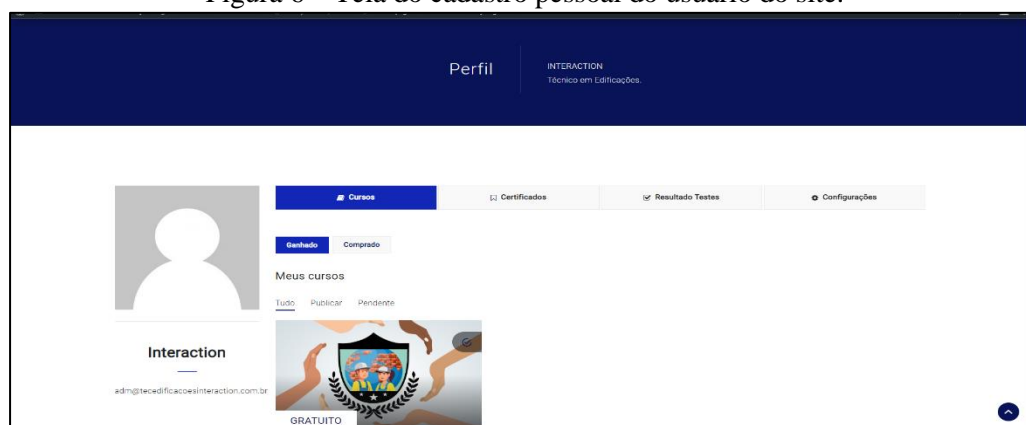 Figura 6 – Tela do cadastro pessoal do usuário do site.
Perfil
INTERACTION
Técnico em Edificações.
Cursos
Certificados
Resultado Testes
Configurações
Ganhado
Comprado
Meus cursos
Tudo Publicar Pendente
Interaction
adm@tecedificacoesinteraction.com.br
GRATUITO